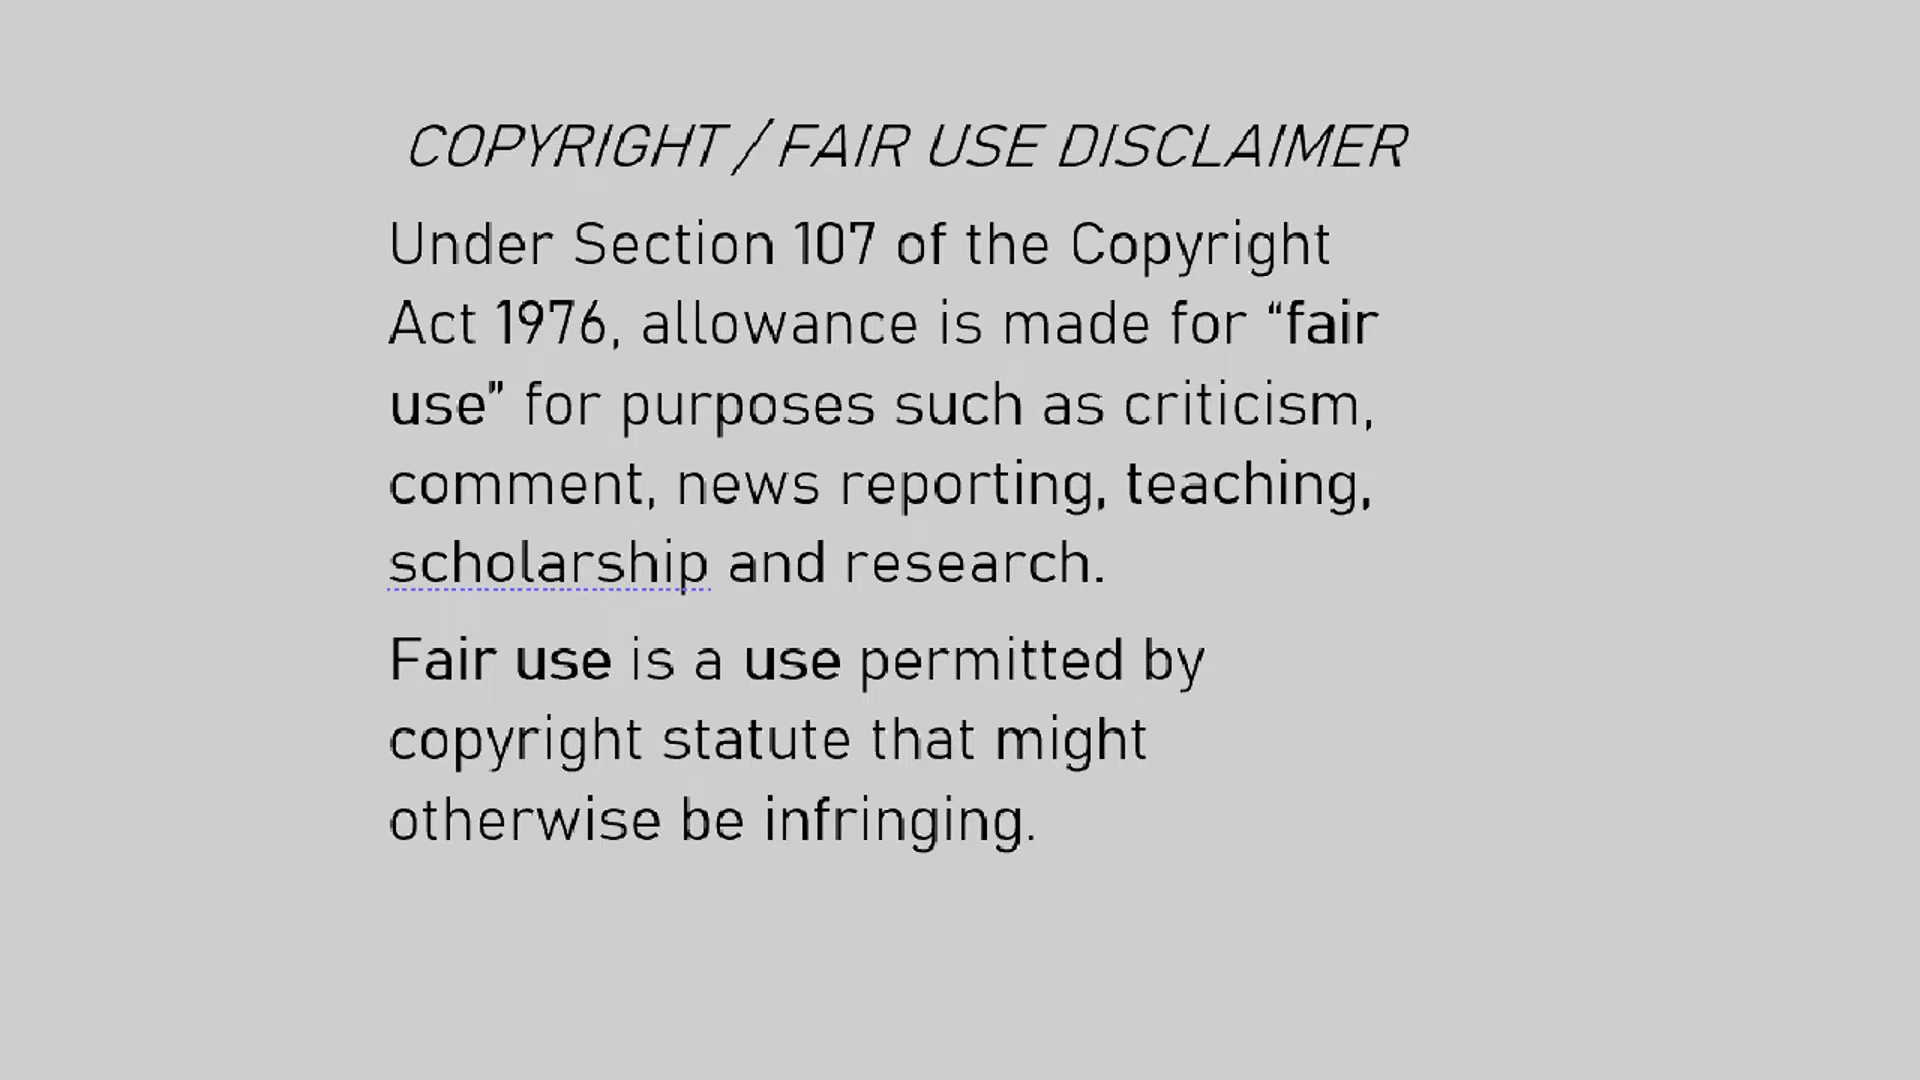 COPYRIGHT / FAIR USE DISCLAIMER
Under Section 107 of the Copyright
Act 1976, allowance is made for “fair
use” for purposes such as criticism,
comment, news reporting, teaching,
scholarship and research.
Fair use is a use permitted by
copyright statute that might
otherwise be infringing.